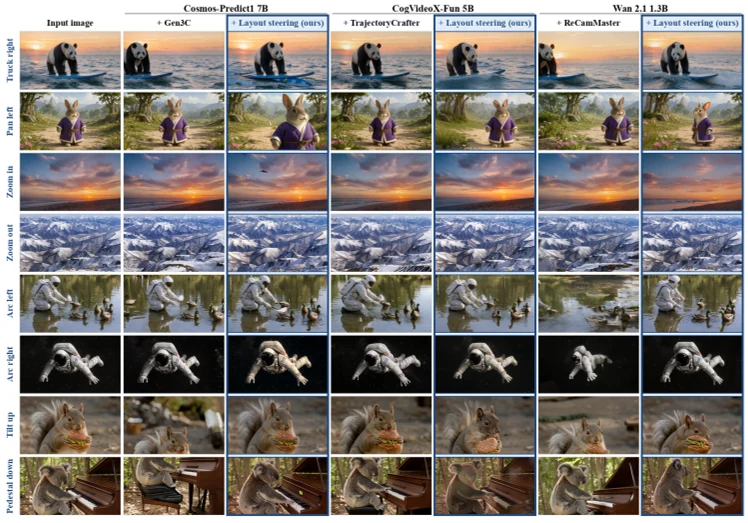 Cosmos-Predict1 7B CogVideoX-Fun 5B Wan 2.1 1.3B
Input image + Gen3C + Layout steering (ours) + TrajectoryCrafter + Layout steering (ours) + ReCamMaster + Layout steering (ours)
Truck right
Pan left
Zoom in
Zoom out
Arc left
Arc right
Tilt up
Pedestal down